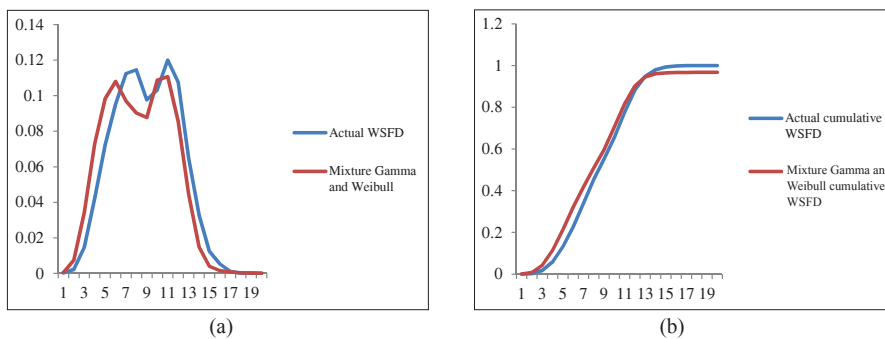 0.14
0.12
0.1
0.08
0.06
0.04
0.02
0
1 3 5 7 9 11 13 15 17 19
Actual WSFD
Mixture Gamma
and Weibull
(a)
1.2
1
0.8
0.6
0.4
0.2
0
1 3 5 7 9 11 13 15 17 19
Actual cumulative
WSFD
Mixture Gamma an
Weibull cumulative
WSFD
(b)